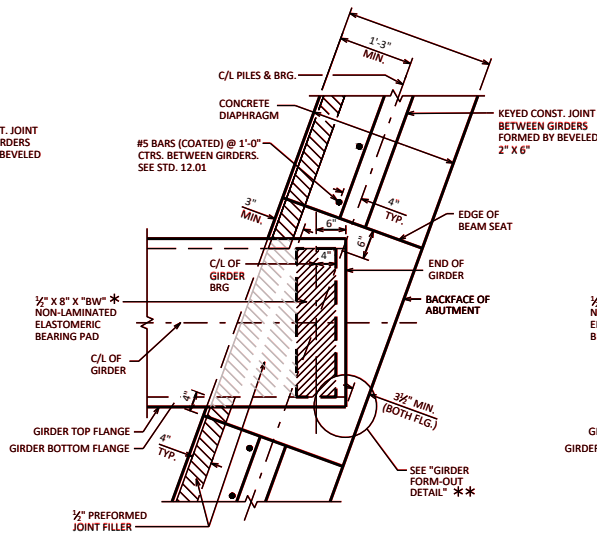 1'-3"
MIN.
C/L PILES & BRG.
CONCRETE
DIAPHRAGM
KEYED CONST. JOINT
BETWEEN GIRDERS
FORMED BY BEVELED
2" X 6"
T. JOINT
RDERS
BEVELED
#5 BARS (COATED) @ 1'-0"
CTRS. BETWEEN GIRDERS.
SEE STD. 12.01
3"
MIN.
4"
TYP.
EDGE OF
BEAM SEAT
6"
6"
C/L OF
GIRDER
BRG
4"
END OF
GIRDER
½" X 8" X "BW" *
NON-LAMINATED
ELASTOMERIC
BEARING PAD
BACKFACE OF
ABUTMENT
½"
N
E
B
C/L OF
GIRDER
4"
3½" MIN.
(BOTH FLG.)
GIRDER TOP FLANGE
GIRDER BOTTOM FLANGE
4"
TYP.
GI
GIRDER
SEE "GIRDER
FORM-OUT
DETAIL" **
½" PREFORMED
JOINT FILLER